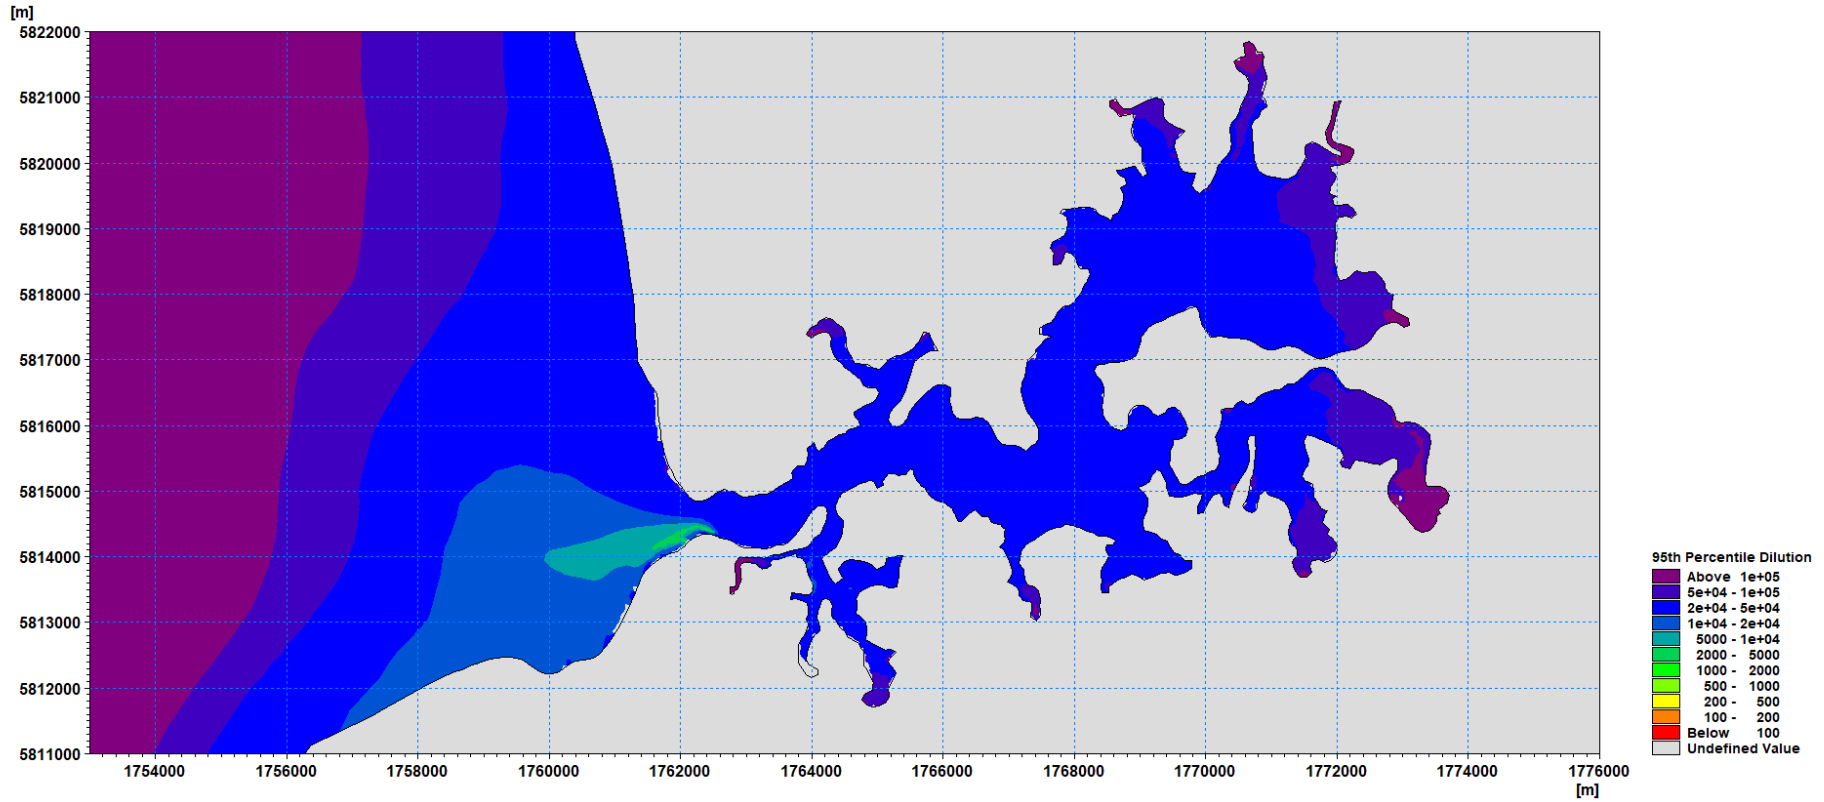 [m]
5822000
5821000
5820000
5819000
5818000
5817000
5816000
5815000
5814000
5813000
5812000
5811000
1754000 1756000 1758000 1760000 1762000 1764000 1766000 1768000 1770000 1772000 1774000 1776000
[m]
95th Percentile Dilution
Above 1e+05
5e+04 - 1e+05
2e+04 - 5e+04
1e+04 - 2e+04
5000 - 1e+04
2000 - 5000
1000 - 2000
500 - 1000
200 - 500
100 - 200
Below 100
Undefined Value